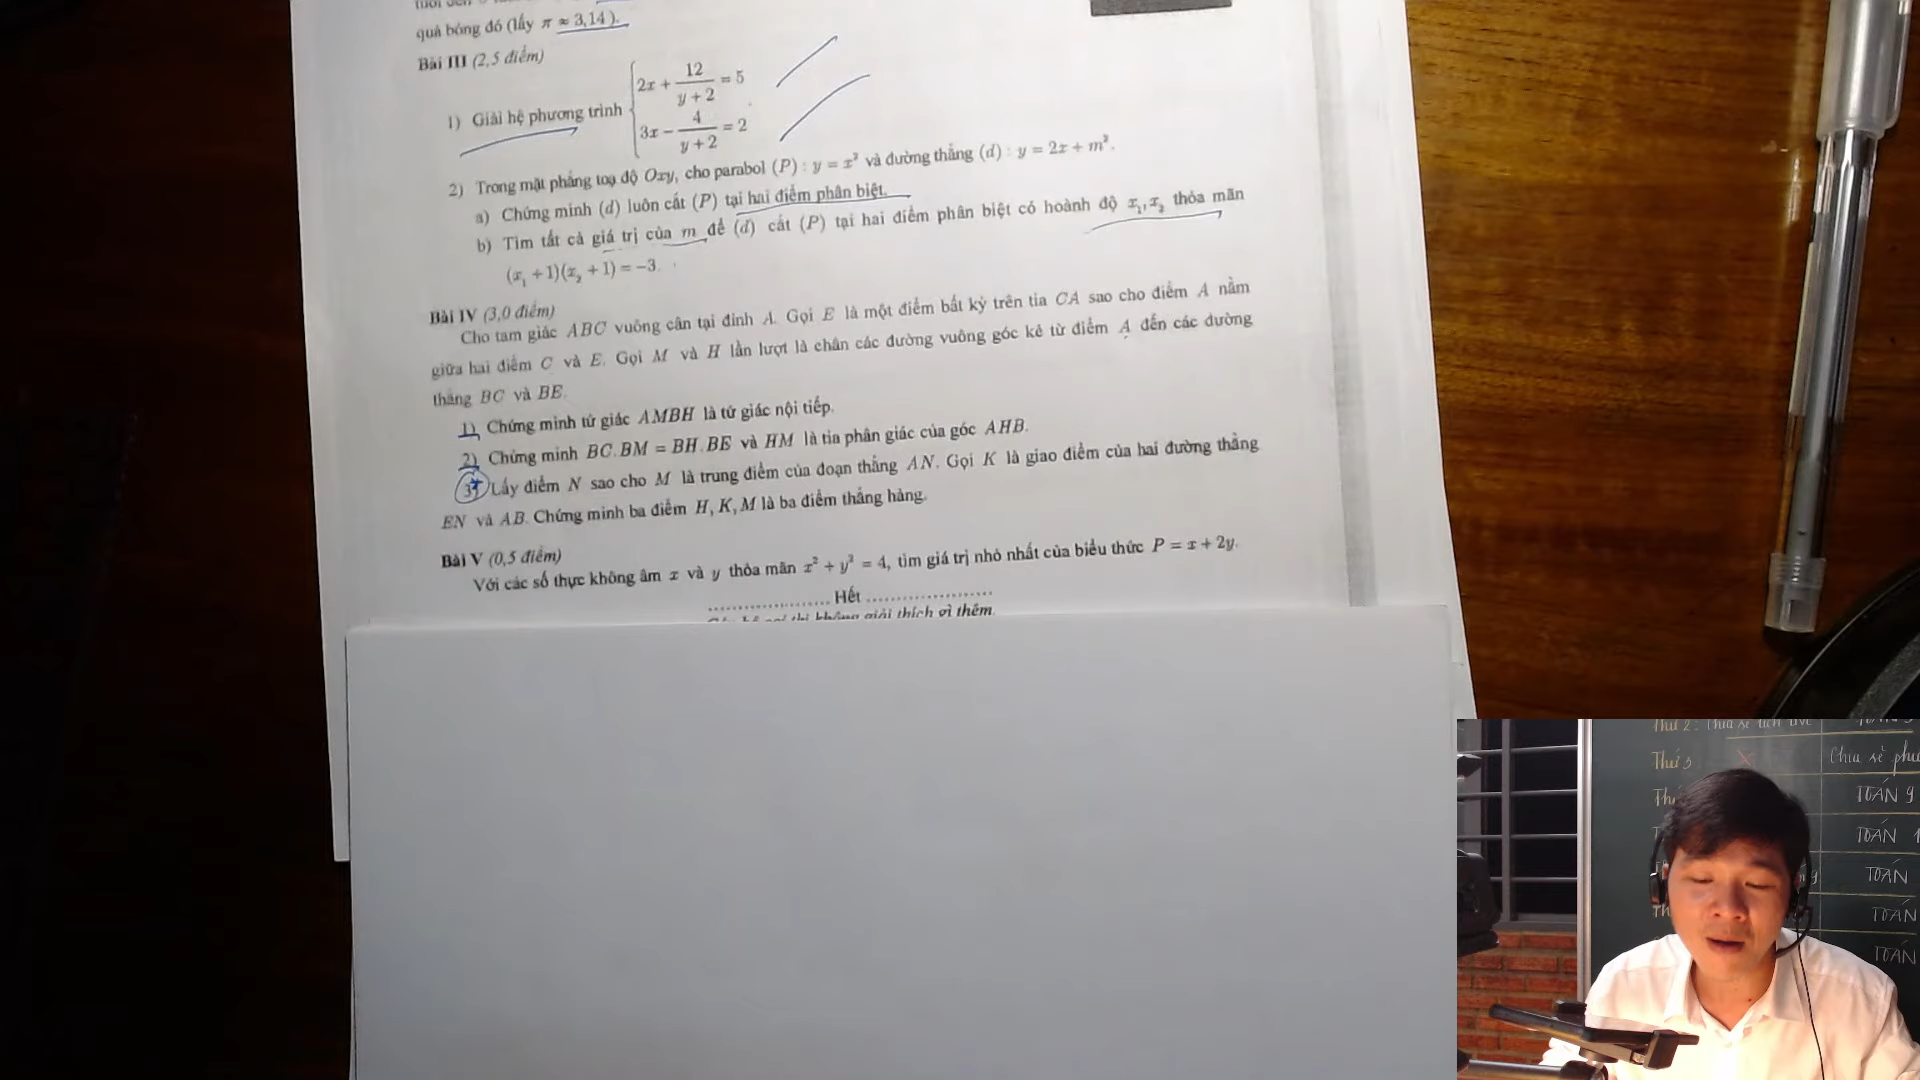 quả bóng đó (lấy π ≈ 3,14).
Bài III (2,5 điểm)
1) Giải hệ phương trình { 2x + 12/(y + 2) = 5
3x − 4/(y + 2) = 2 .
2) Trong mặt phẳng toạ độ Oxy, cho parabol (P) : y = x² và đường thẳng (d) : y = 2x + m².
a) Chứng minh (d) luôn cắt (P) tại hai điểm phân biệt.
b) Tìm tất cả giá trị của m để (d) cắt (P) tại hai điểm phân biệt có hoành độ x₁, x₂ thỏa mãn
(x₁ + 1)(x₂ + 1) = −3.
Bài IV (3,0 điểm)
Cho tam giác ABC vuông cân tại đỉnh A. Gọi E là một điểm bất kỳ trên tia CA sao cho điểm A nằm
giữa hai điểm C và E. Gọi M và H lần lượt là chân các đường vuông góc kẻ từ điểm A đến các đường
thẳng BC và BE.
1) Chứng minh tứ giác AMBH là tứ giác nội tiếp.
2) Chứng minh BC.BM = BH.BE và HM là tia phân giác của góc AHB.
3) Lấy điểm N sao cho M là trung điểm của đoạn thẳng AN. Gọi K là giao điểm của hai đường thẳng
EN và AB. Chứng minh ba điểm H, K, M là ba điểm thẳng hàng.
Bài V (0,5 điểm)
Với các số thực không âm x và y thỏa mãn x² + y² = 4, tìm giá trị nhỏ nhất của biểu thức P = x + 2y.
.................... Hết ....................
không giải thích gì thêm.
Thứ 2 :
Thứ 3 X Chia sẻ
TOÁN 9
TOÁN
TOÁN
TOÁN
TOÁN